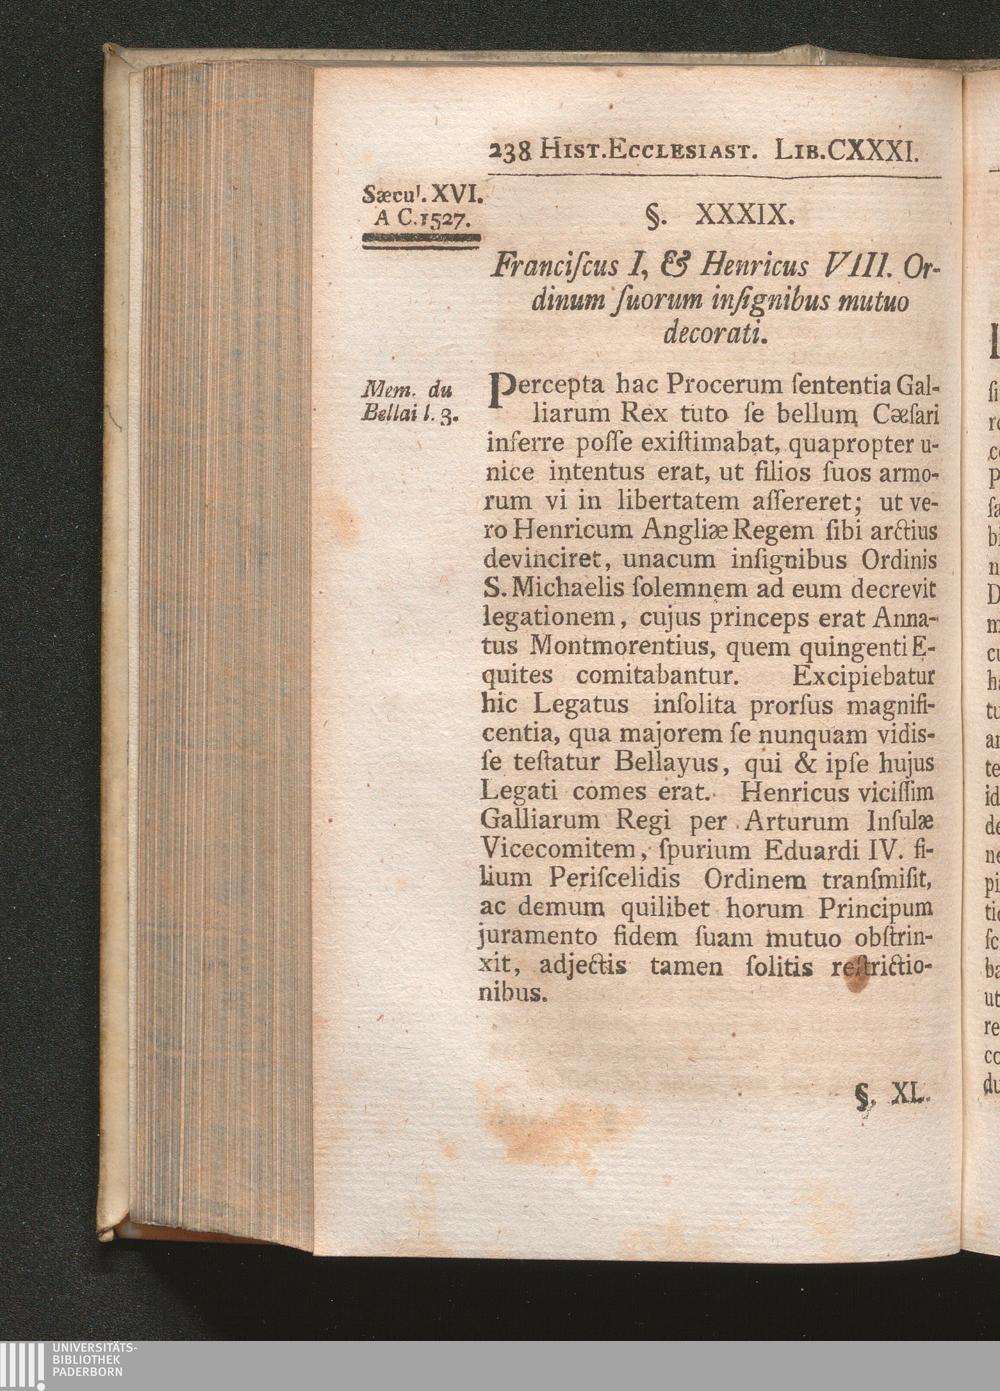 238 HIST.ECCLESIAST. LIB.CXXXI.
Sæcul. XVI.
A C.1527.
§. XXXIX.
Franciſcus I, & Henricus VIII. Or-
dinum ſuorum inſignibus mutuo
decorati.
Mem. du
Bellai l. 3.
Percepta hac Procerum ſententia Gal-
liarum Rex tuto ſe bellum Cæſari
inferre poſſe exiſtimabat, quapropter u-
nice intentus erat, ut filios ſuos armo-
rum vi in libertatem aſſereret; ut ve-
ro Henricum Angliæ Regem ſibi arctius
devinciret, unacum inſignibus Ordinis
S. Michaelis ſolemnem ad eum decrevit
legationem, cujus princeps erat Anna-
tus Montmorentius, quem quingenti E-
quites comitabantur. Excipiebatur
hic Legatus inſolita prorſus magnifi-
centia, qua majorem ſe nunquam vidis-
ſe teſtatur Bellayus, qui & ipſe hujus
Legati comes erat. Henricus viciſſim
Galliarum Regi per Arturum Inſulæ
Vicecomitem, ſpurium Eduardi IV. fi-
lium Periſcelidis Ordinem tranſmiſit,
ac demum quilibet horum Principum
juramento fidem ſuam mutuo obſtrin-
xit, adjectis tamen ſolitis reſtrictio-
nibus.
§. XL.
UNIVERSITÄTS-
BIBLIOTHEK
PADERBORN